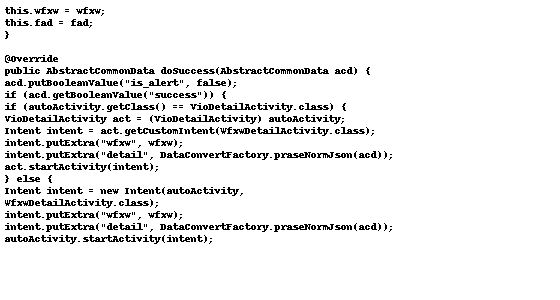 this.wfxw = wfxw;
this.fad = fad;
}

@Override
public AbstractCommonData doSuccess(AbstractCommonData acd) {
acd.putBooleanValue("is_alert", false);
if (acd.getBooleanValue("success")) {
if (autoActivity.getClass() == VioDetailActivity.class) {
VioDetailActivity act = (VioDetailActivity) autoActivity;
Intent intent = act.getCustomIntent(WfxwDetailActivity.class);
intent.putExtra("wfxw", wfxw);
intent.putExtra("detail", DataConvertFactory.praseNormJson(acd));
act.startActivity(intent);
} else {
Intent intent = new Intent(autoActivity,
WfxwDetailActivity.class);
intent.putExtra("wfxw", wfxw);
intent.putExtra("detail", DataConvertFactory.praseNormJson(acd));
autoActivity.startActivity(intent);